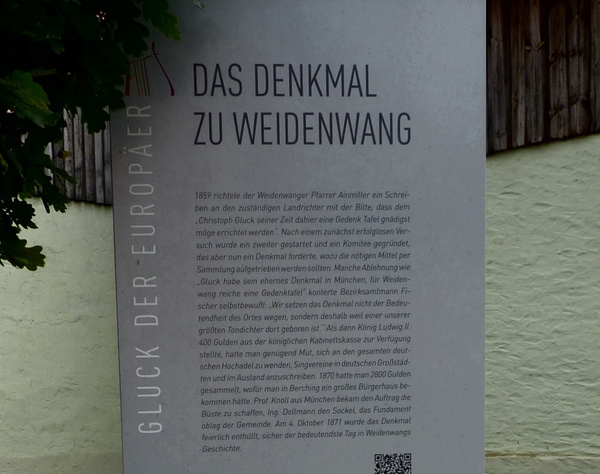 DAS DENKMAL
ZU WEIDENWANG
GLUCK DER EUROPÄER
1859 richtete der Weidenwanger Pfarrer Ainmiller ein Schrei-
ben an den zuständigen Landrichter mit der Bitte, dass dem
„Christoph Gluck seiner Zeit dahier eine Gedenk Tafel gnädigst
möge errichtet werden". Nach einem zunächst erfolglosen Ver-
such wurde ein zweiter gestartet und ein Komitee gegründet,
das aber nun ein Denkmal forderte, wozu die nötigen Mittel per
Sammlung aufgetrieben werden sollten. Manche Ablehnung wie
„Gluck habe sein ehernes Denkmal in München, für Weiden-
wang reiche eine Gedenktafel" konterte Bezirksamtmann Fi-
scher selbstbewußt: „Wir setzen das Denkmal nicht der Bedeu-
tendheit des Ortes wegen, sondern deshalb weil einer unserer
größten Tondichter dort geboren ist." Als dann König Ludwig II.
400 Gulden aus der königlichen Kabinettskasse zur Verfügung
stellte, hatte man genügend Mut, sich an den gesamten deut-
schen Hochadel zu wenden, Singvereine in deutschen Großstäd-
ten und im Ausland anzuschreiben. 1870 hatte man 2800 Gulden
gesammelt, wofür man in Berching ein großes Bürgerhaus be-
kommen hätte. Prof. Knoll aus München bekam den Auftrag die
Büste zu schaffen, Ing. Dollmann den Sockel, das Fundament
oblag der Gemeinde. Am 4. Oktober 1871 wurde das Denkmal
feierlich enthüllt, sicher der bedeutendste Tag in Weidenwangs
Geschichte.